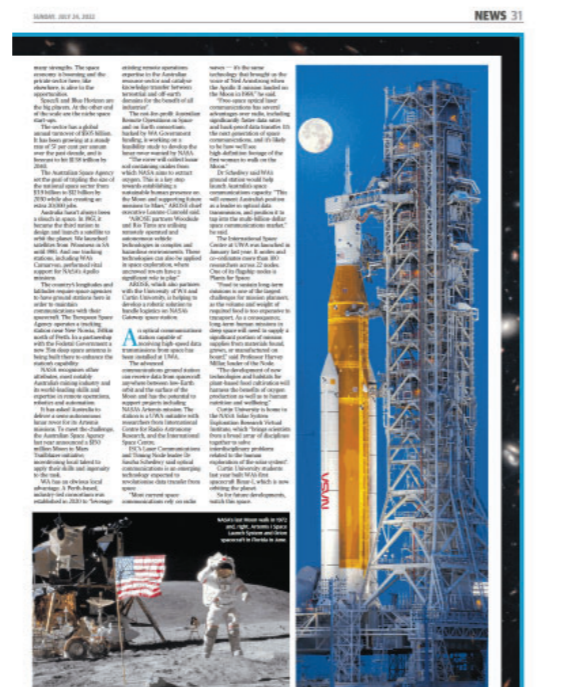 SUNDAY, JULY 24, 2022
NEWS 31
many strengths. The space
economy is booming and the
private sector here, like
elsewhere, is alive to the
opportunities.
SpaceX and Blue Horizon are
the big players. At the other end
of the scale are the niche space
start-ups.
The sector has a global
annual turnover of
It has been growing at a steady
rate of per cent per annum
over the past decade, and is
forecast to hit trillion by
2040.
The Australian Space Agency
set the goal of tripling the size of
the national space sector from
billion to $12 billion by
2030 while also creating an
extra 20,000 jobs.
Australia hasn't always been
a slouch in space. In 1967, it
became the third nation to
design and launch a satellite to
orbit the planet. We launched
satellites from Woomera in SA
until And our tracking
stations, including WA's
Carnarvon, performed vital
support for NASA's Apollo
missions.
The country's longitudes and
latitudes require space agencies
to have ground stations here in
order to maintain
communications with their
spacecraft. The European Space
Agency operates a tracking
station near New Norcia,
north of Perth. In a partnership
with the Federal Government a
new deep space antenna is
being built there to enhance the
station's capability.
NASA recognises other
attributes, most notably
Australia's mining industry and
its world-leading skills and
expertise in remote operations,
robotics and automation.
It has asked Australia to
deliver a semi-autonomous
lunar rover for its Artemis
missions. To meet the challenge,
the Australian Space Agency
last year announced a $150
million Moon to Mars
Trailblazer initiative,
incentivising local talent to
apply their skills and ingenuity
to the task.
WA has an obvious local
advantage. A Perth-based,
industry-led consortium was
established in 2020 to "leverage
existing remote operations
expertise in the Australian
resource sector and catalyse
knowledge transfer between
terrestrial and off-earth
domains for the benefit of all
industries".
The not-for-profit Australian
Remote Operations in Space
and on Earth consortium,
backed by WA Government
funding, is working on a
feasibility study to develop the
lunar rover wanted by NASA.
"The rover will collect lunar
soil containing oxides from
which NASA aims to extract
oxygen. This is a key step
towards establishing a
sustainable human presence on
the Moon and supporting future
missions to Mars," AROSE chief
executive Leanne Cunnold said.
"AROSE partners Woodside
and Rio Tinto are utilising
remotely operated and
autonomous vehicle
technologies in complex and
hazardous environments. These
technologies can also be applied
in space exploration, where
uncrewed rovers have a
significant role to play."
AROSE, which also partners
with the University of WA and
Curtin University, is helping to
develop a robotic solution to
handle logistics on NASA's
Gateway space station.
An optical communications
station capable of
receiving high-speed data
transmissions from space has
been installed at UWA.
The advanced
communications ground station
can receive data from spacecraft
anywhere between low-Earth
orbit and the surface of the
Moon and has the potential to
support projects including
NASA's Artemis mission. The
station is a UWA initiative with
researchers from International
Centre for Radio Astronomy
Research, and the International
Space Centre.
ISC's Laser Communications
and Timing Node leader Dr
Sascha Schediwy said optical
communications is an emerging
technology expected to
revolutionise data transfer from
space.
"Most current space
communications rely on radio
waves — it's the same
technology that brought us the
voice of Neil Armstrong when
the Apollo 11 mission landed on
the Moon in 1969," he said.
"Free-space optical laser
communications has several
advantages over radio, including
significantly faster data rates
and hack-proof data transfer. It's
the next generation of space
communications, and it's likely
to be how we'll see
high-definition footage of the
first woman to walk on the
Moon."
Dr Schediwy said WA's
ground station would help
launch Australia's space
communications capacity. "This
will cement Australia's position
as a leader in optical data
transmission, and position it to
tap into the multi-billion-dollar
space communications market,"
he said.
The International Space
Centre at UWA was launched in
January last year. It unites and
co-ordinates more than 180
researchers across 22 nodes.
One of its flagship nodes is
Plants for Space.
"Food to sustain long-term
missions is one of the largest
challenges for mission planners,
as the volume and weight of
required food is too expensive to
transport. As a consequence,
long-term human missions in
deep space will need to supply a
significant portion of mission
supplies from materials found,
grown, or manufactured on
board," said Professor Harvey
Millar, leader of the Node.
"The development of new
technologies and habitats for
plant-based food cultivation will
harness the benefits of oxygen
production as well as in human
nutrition and wellbeing."
Curtin University is home to
the NASA Solar System
Exploration Research Virtual
Institute, which "brings scientists
from a broad array of disciplines
together to solve
interdisciplinary problems
related to the human
exploration of the solar system".
Curtin University students
last year built WA's first
spacecraft Binar-1, which is now
orbiting the planet.
So for future developments,
watch this space.
NASA's last Moon walk in 1972
and, right, Artemis I Space
Launch System and Orion
spacecraft in Florida in June.
NASA